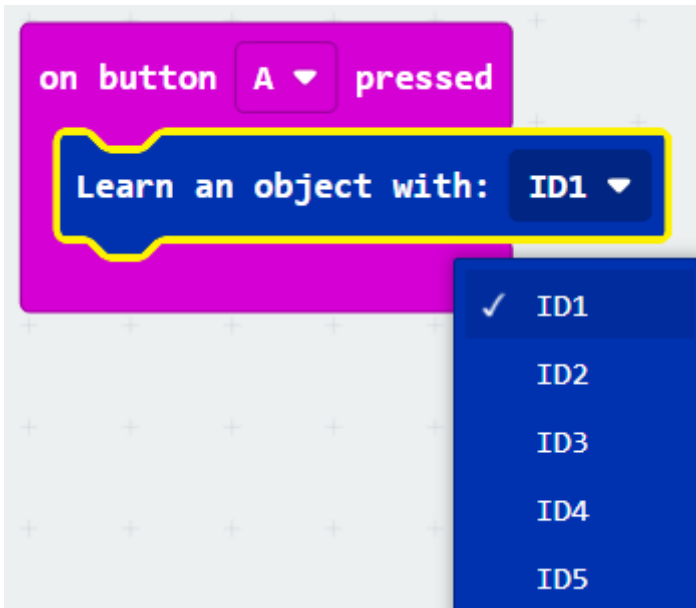 on button A pressed
Learn an object with: ID1
ID1
ID2
ID3
ID4
ID5